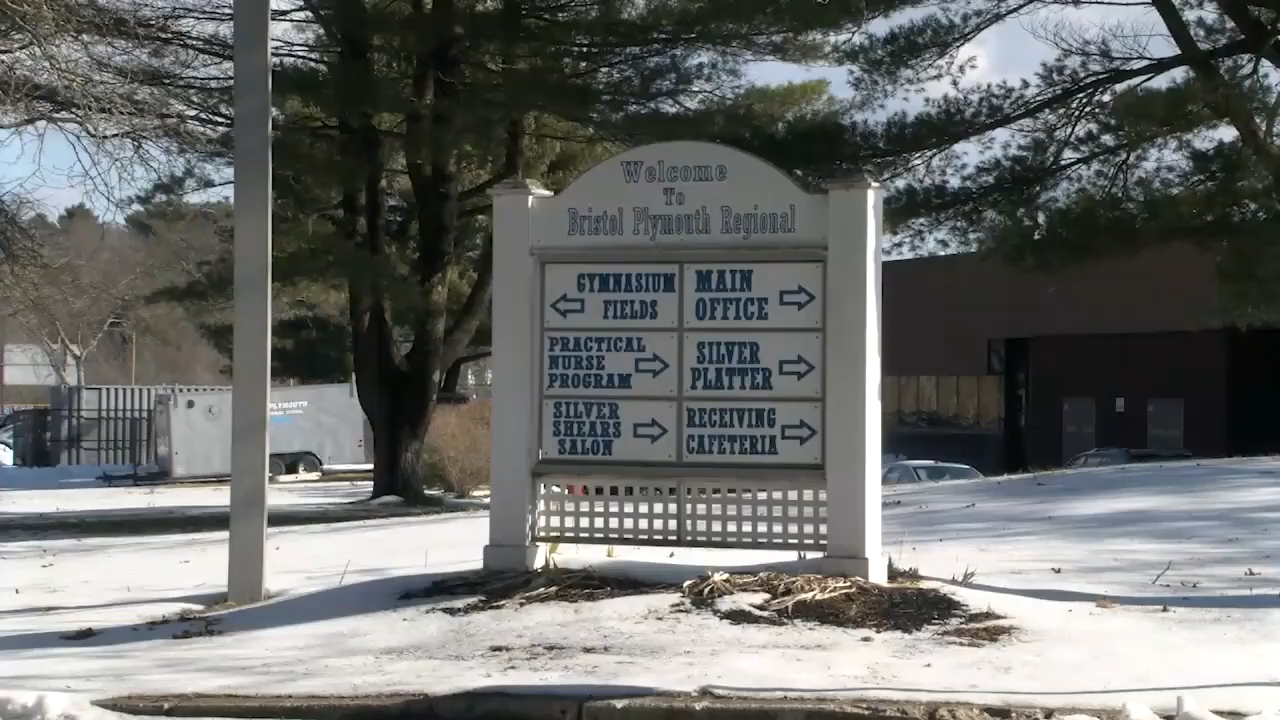 Welcome
To
Bristol Plymouth Regional
GYMNASIUM
FIELDS
MAIN
OFFICE
PRACTICAL
NURSE
PROGRAM
SILVER
PLATTER
SILVER
SHEARS
SALON
RECEIVING
CAFETERIA
PLYMOUTH